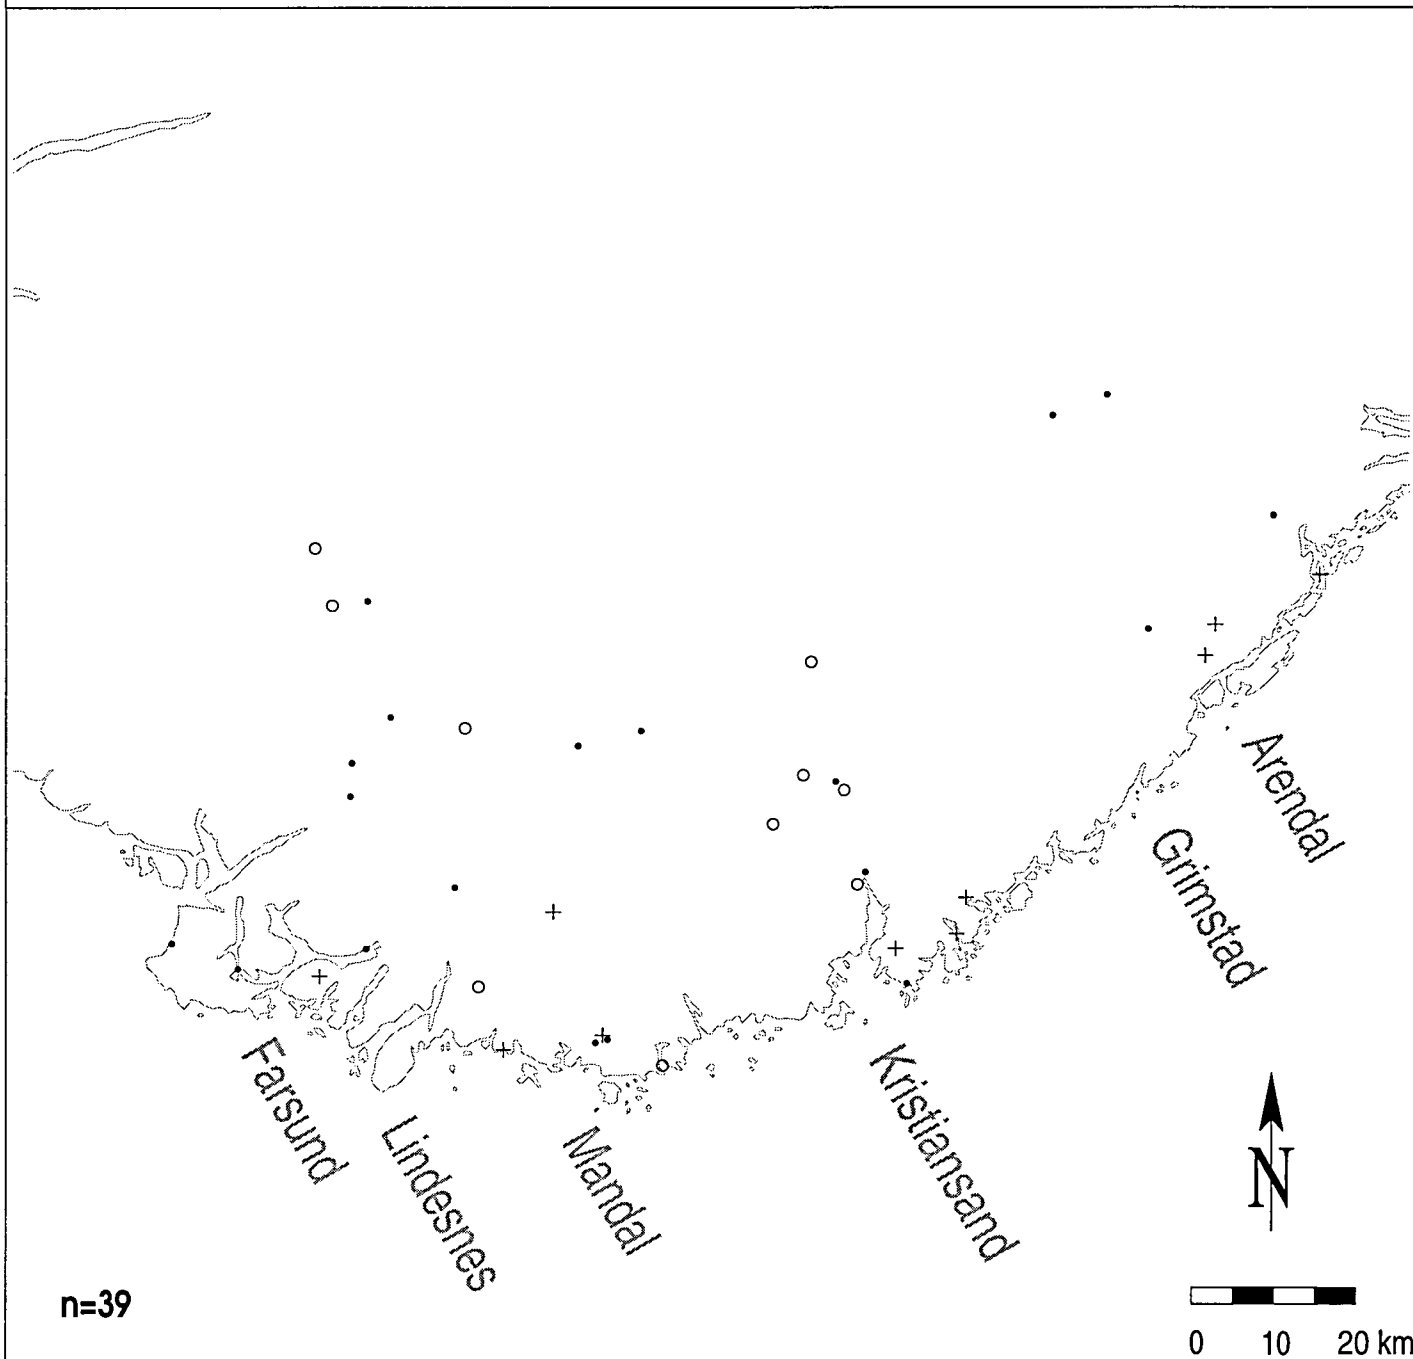 Arendal
Grimstad
Kristiansand
Mandal
Lindesnes
Farsund
N
n=39
0 10 20 km